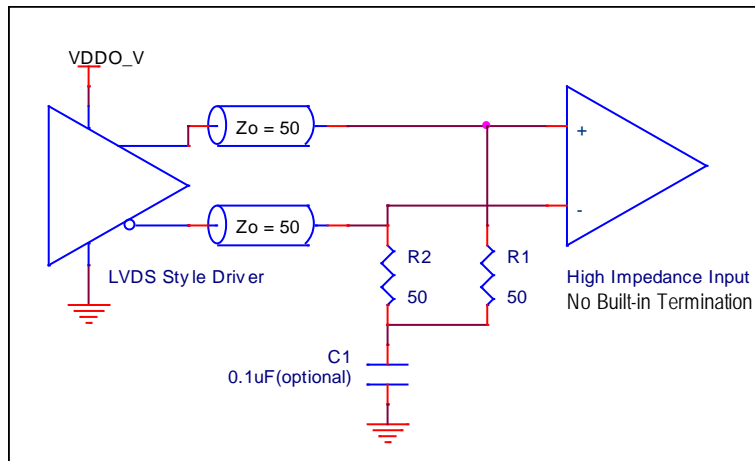 VDDO_V
Zo = 50
+
Zo = 50
-
LVDS Style Driver
R2
50
R1
50
High Impedance Input
No Built-in Termination
C1
0.1uF(optional)